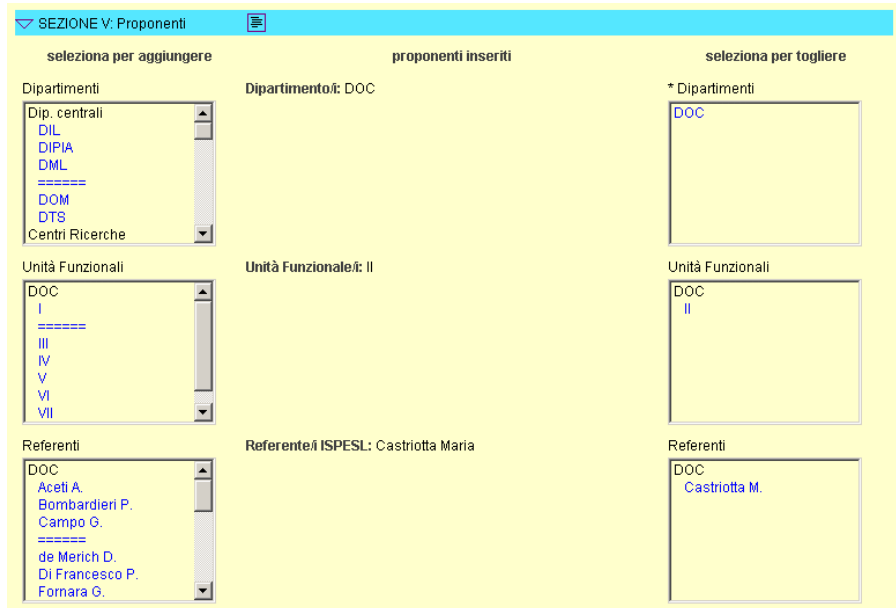 SEZIONE V: Proponenti
seleziona per aggiungere
proponenti inseriti
seleziona per togliere
Dipartimenti
Dipartimento/i: DOC
* Dipartimenti
Dip. centrali
DIL
DIPIA
DML
======
DOM
DTS
Centri Ricerche
DOC
Unità Funzionali
Unità Funzionale/i: II
Unità Funzionali
DOC
I
======
III
IV
V
VI
VII
DOC
II
Referenti
Referente/i ISPESL: Castriotta Maria
Referenti
DOC
Aceti A.
Bombardieri P.
Campo G.
======
de Merich D.
Di Francesco P.
Fornara G.
DOC
Castriotta M.